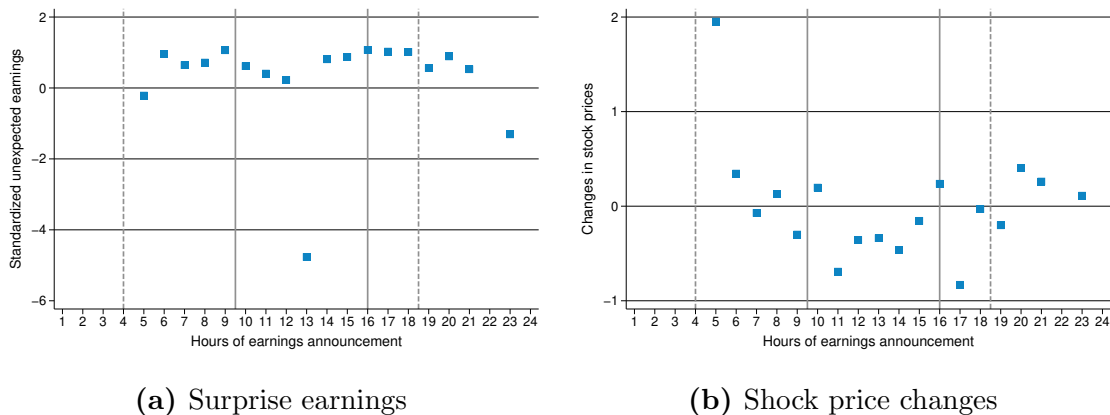 Standardized unexpected earnings
2
0
−2
−4
−6
1 2 3 4 5 6 7 8 9 10 11 12 13 14 15 16 17 18 19 20 21 22 23 24
Hours of earnings announcement
(a) Surprise earnings
Changes in stock prices
2
1
0
−1
1 2 3 4 5 6 7 8 9 10 11 12 13 14 15 16 17 18 19 20 21 22 23 24
Hours of earnings announcement
(b) Shock price changes